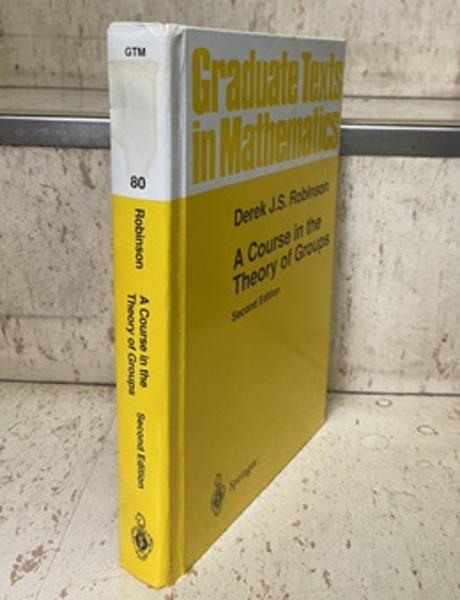 GTM
80
Robinson
A Course in the
Theory of Groups
Second Edition
Graduate Texts
in Mathematics
Derek J.S. Robinson
A Course in the
Theory of Groups
Second Edition
Springer